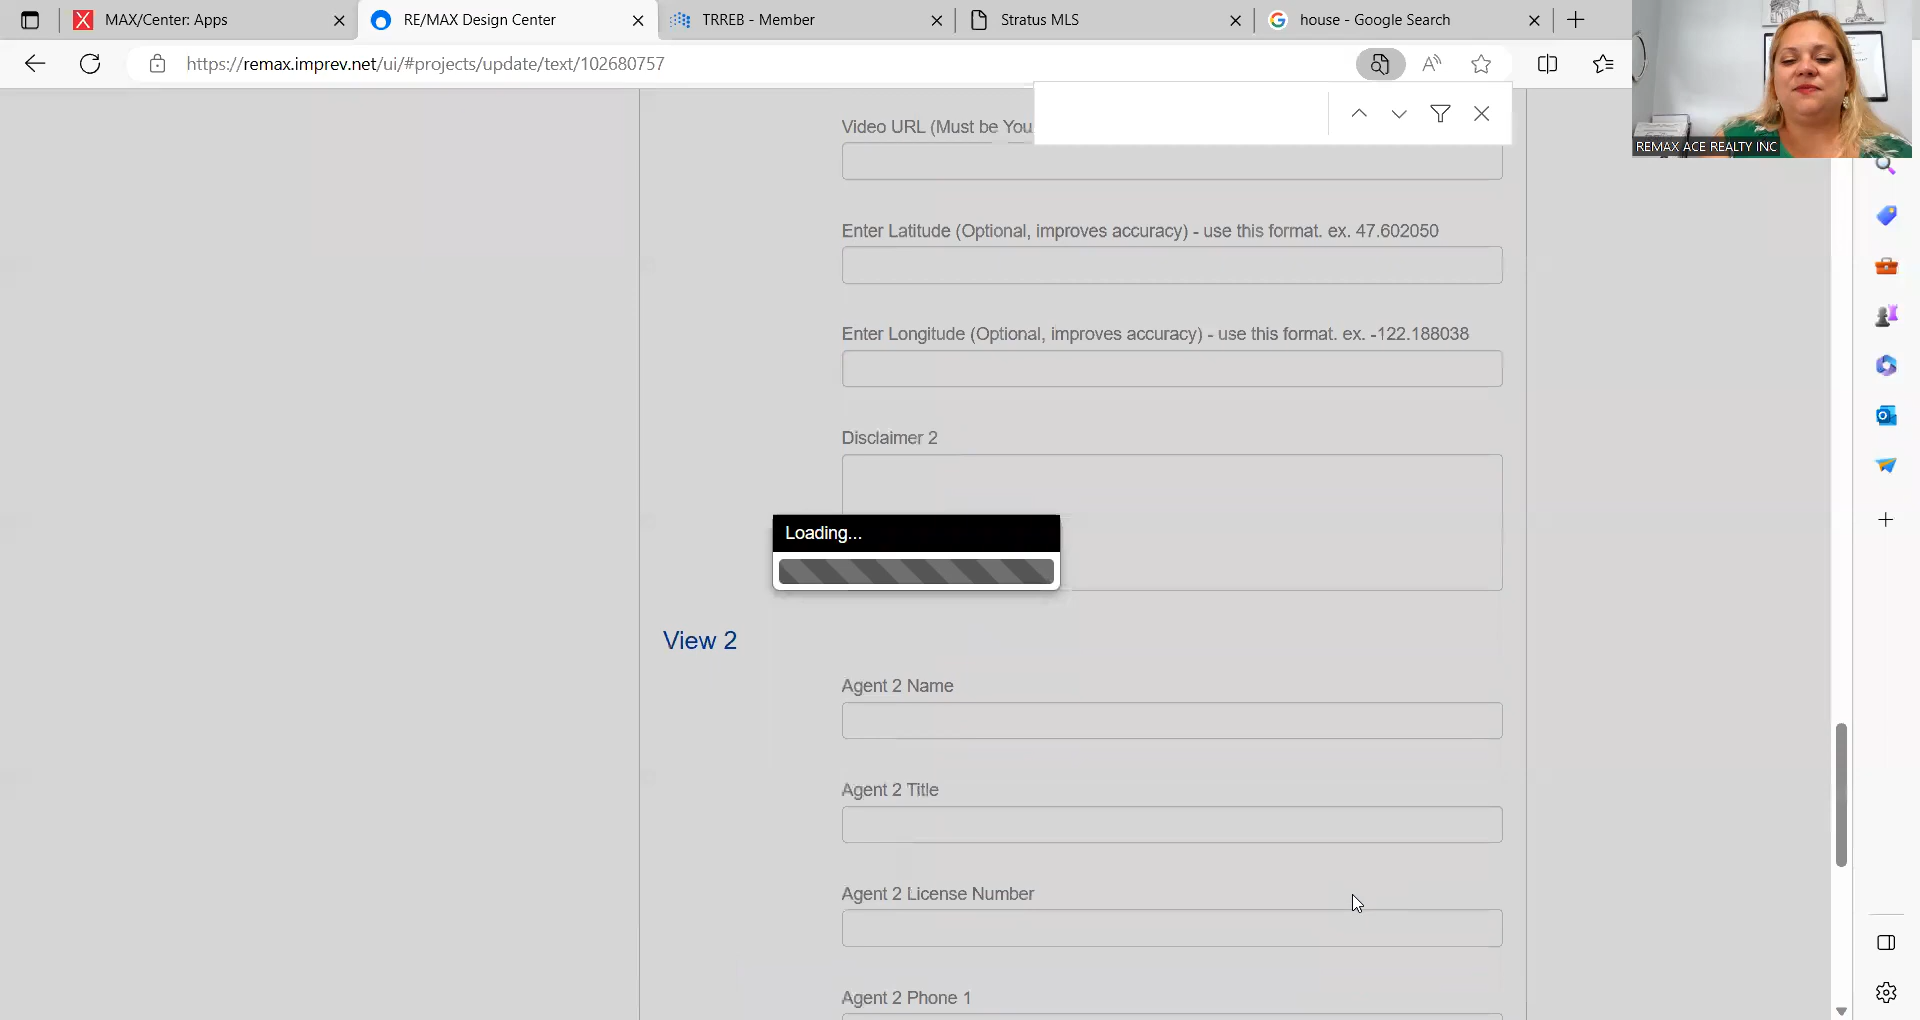 MAX/Center: Apps
RE/MAX Design Center
TRREB - Member
Stratus MLS
house - Google Search
https://remax.imprev.net/ui/#projects/update/text/102680757
REMAX ACE REALTY INC
Video URL (Must be You
Enter Latitude (Optional, improves accuracy) - use this format. ex. 47.602050
Enter Longitude (Optional, improves accuracy) - use this format. ex. -122.188038
Disclaimer 2
Loading...
View 2
Agent 2 Name
Agent 2 Title
Agent 2 License Number
Agent 2 Phone 1